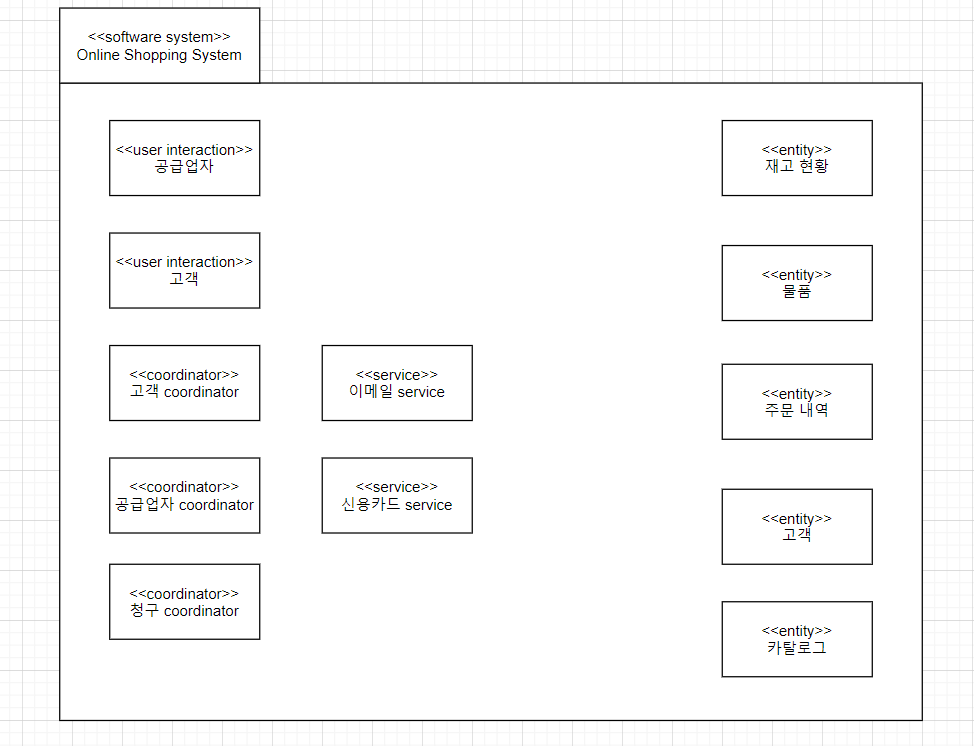 <<software system>>
Online Shopping System
<<user interaction>>
공급업자
<<entity>>
재고 현황
<<user interaction>>
고객
<<entity>>
물품
<<coordinator>>
고객 coordinator
<<service>>
이메일 service
<<entity>>
주문 내역
<<coordinator>>
공급업자 coordinator
<<service>>
신용카드 service
<<entity>>
고객
<<coordinator>>
청구 coordinator
<<entity>>
카탈로그